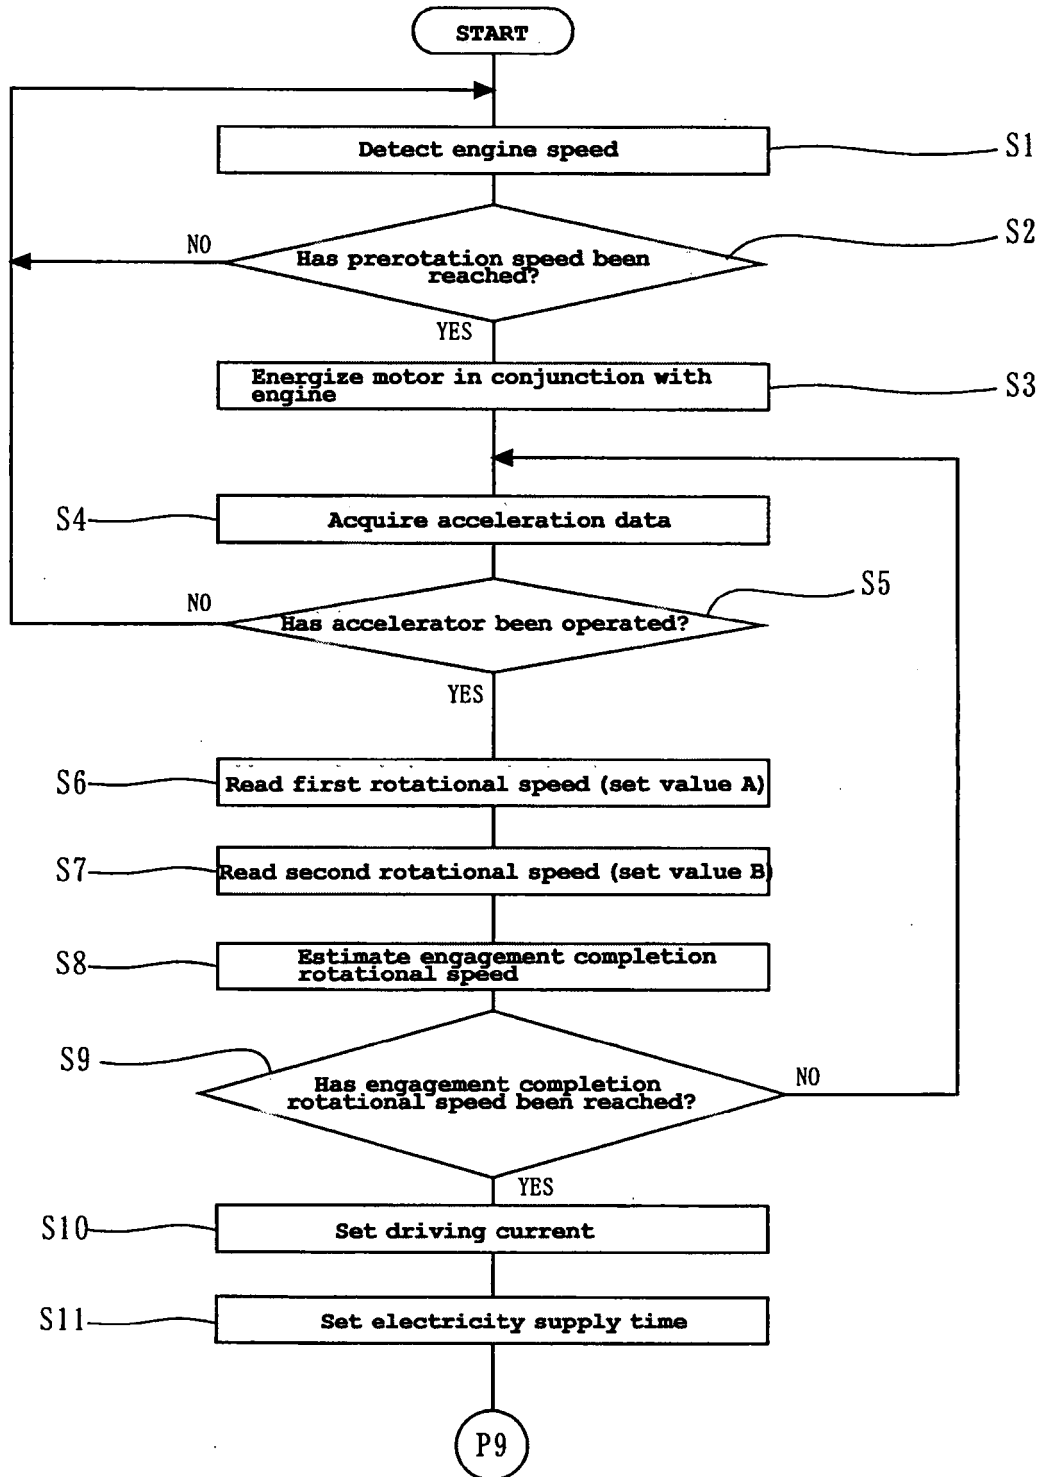 START
Detect engine speed
S1
NO
Has prerotation speed been
reached?
S2
YES
Energize motor in conjunction with
engine
S3
S4
Acquire acceleration data
NO
Has accelerator been operated?
S5
YES
S6
Read first rotational speed (set value A)
S7
Read second rotational speed (set value B)
S8
Estimate engagement completion
rotational speed
S9
Has engagement completion
rotational speed been reached?
NO
YES
S10
Set driving current
S11
Set electricity supply time
P9